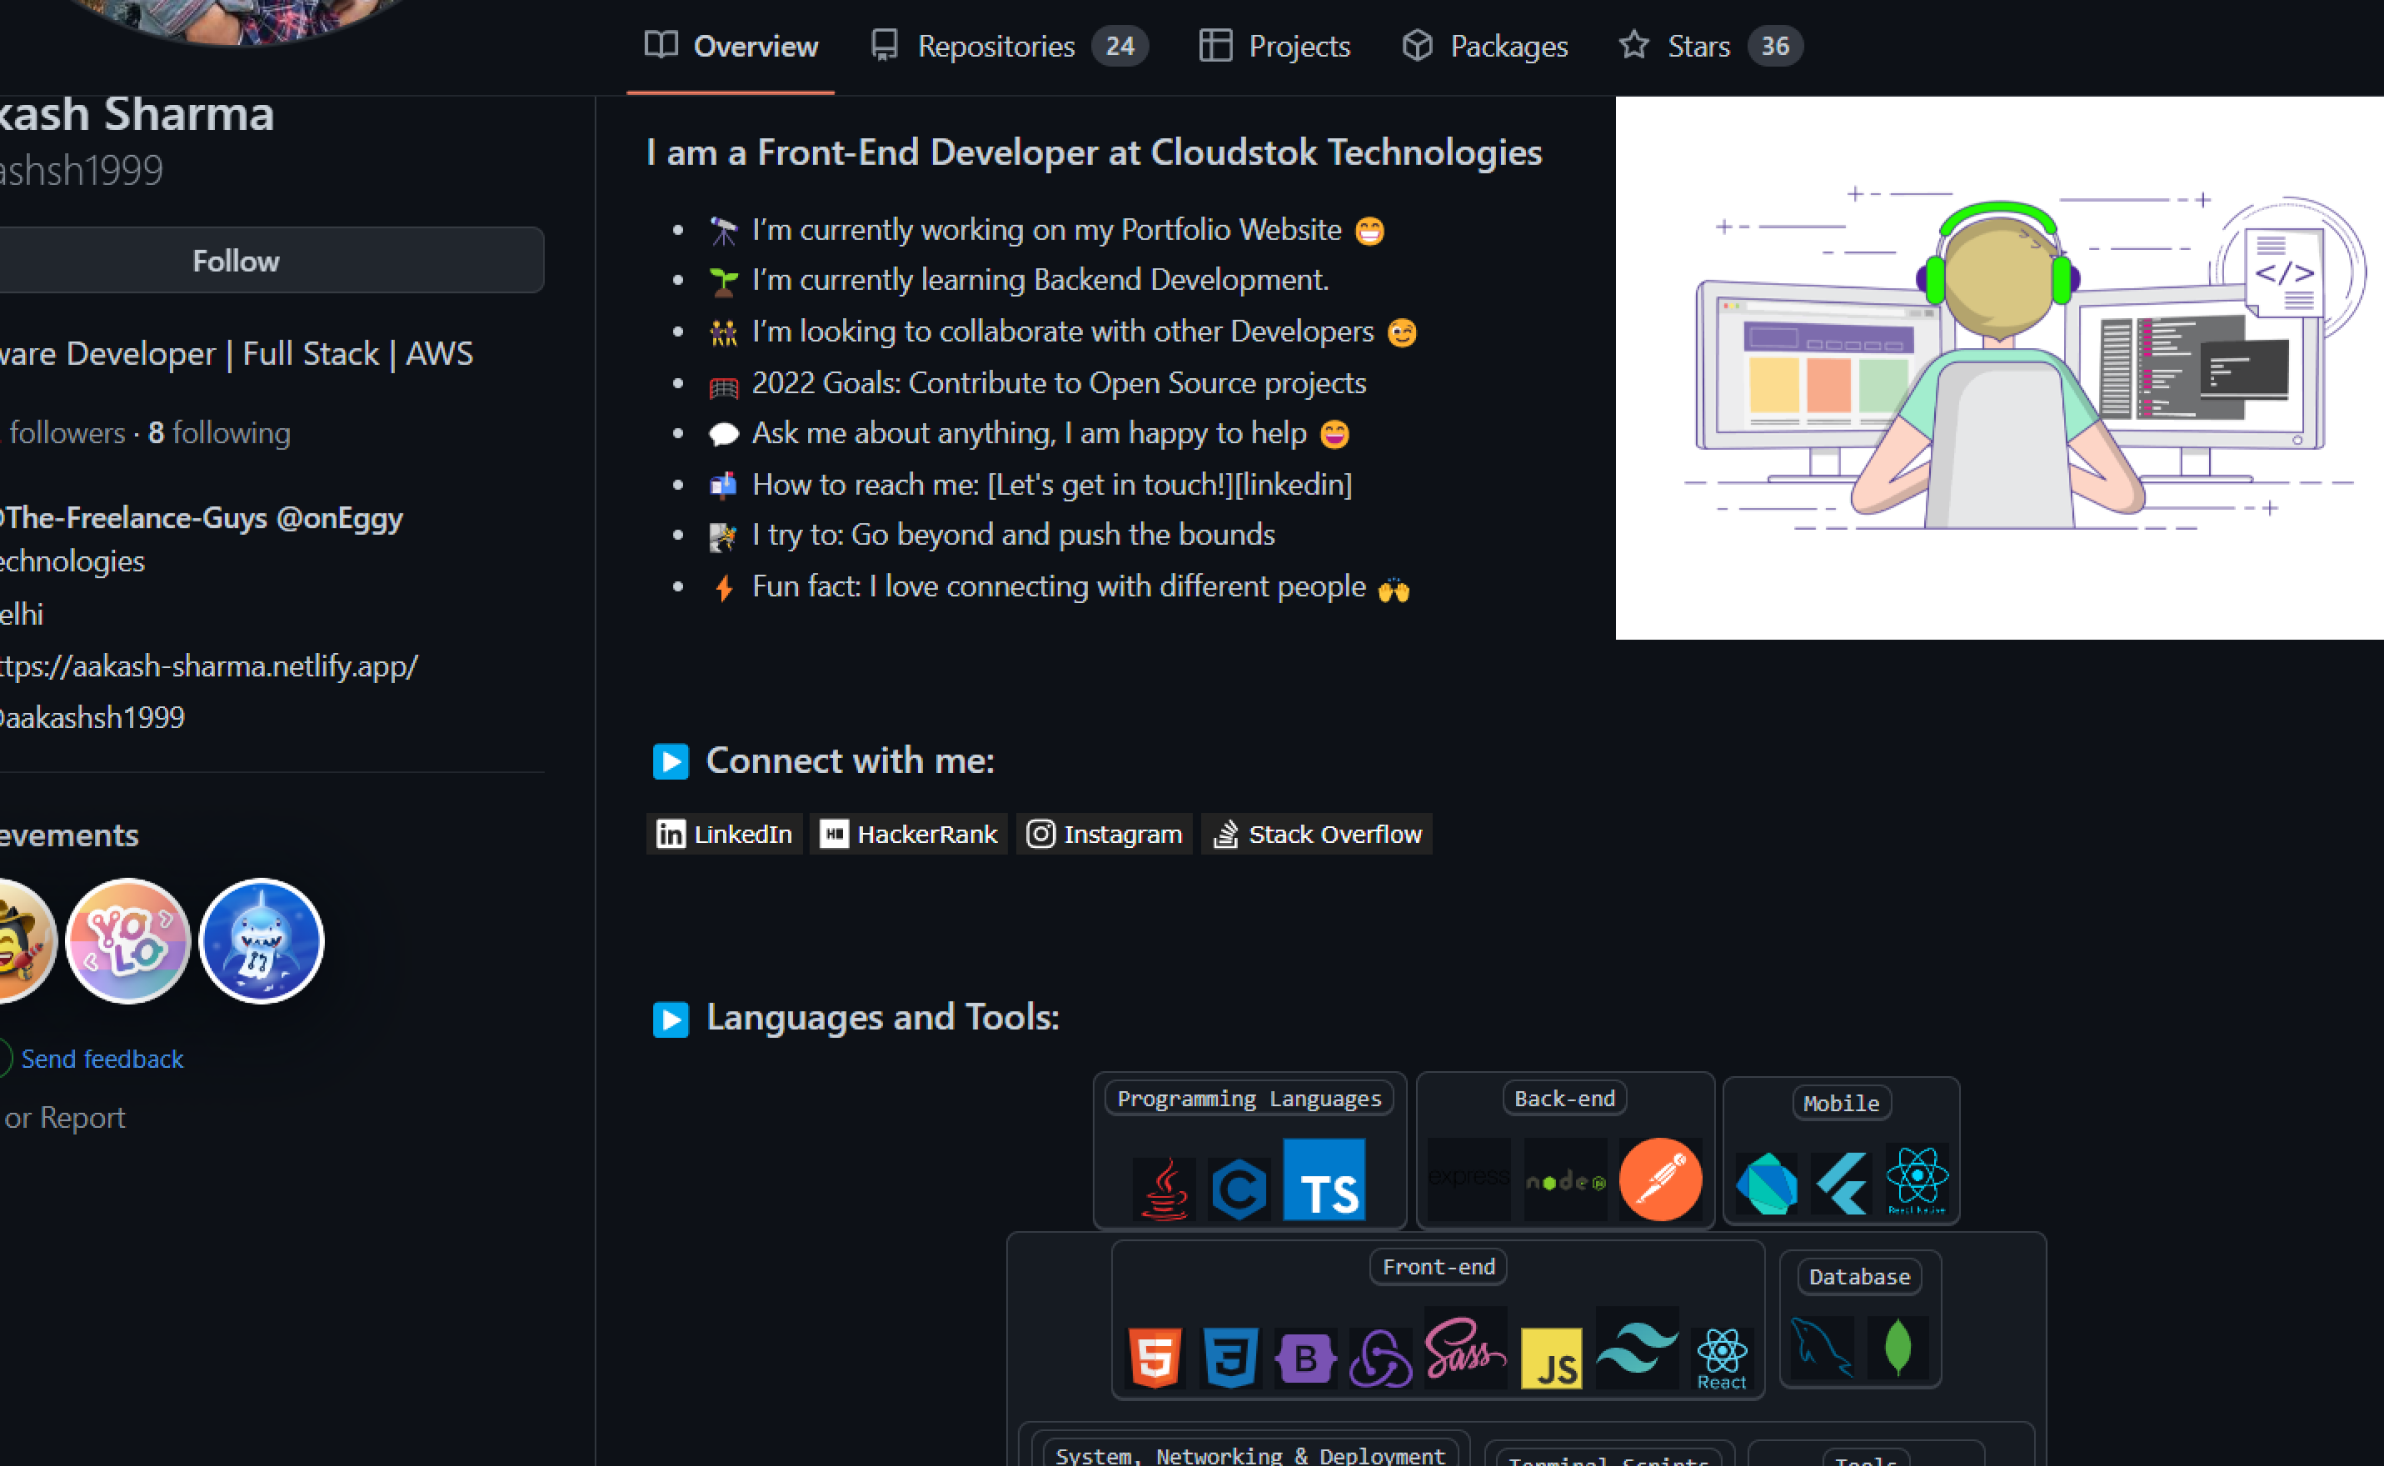 Overview Repositories 24 Projects Packages Stars 36
kash Sharma
ashsh1999
Follow
ware Developer | Full Stack | AWS
followers · 8 following
The-Freelance-Guys @onEggy
echnologies
elhi
ttps://aakash-sharma.netlify.app/
aakashsh1999
evements
YOLO
Send feedback
or Report
I am a Front-End Developer at Cloudstok Technologies
I’m currently working on my Portfolio Website 😁
I’m currently learning Backend Development.
I’m looking to collaborate with other Developers 😉
2022 Goals: Contribute to Open Source projects
Ask me about anything, I am happy to help 😄
How to reach me: [Let's get in touch!][linkedin]
I try to: Go beyond and push the bounds
Fun fact: I love connecting with different people 🙌
</>
Connect with me:
in LinkedIn HackerRank Instagram Stack Overflow
Languages and Tools:
Programming Languages
C TS
Back-end
express node
Mobile
React Native
Front-end
5 3 B Sass JS React
Database
System, Networking & Deployment
Terminal Scripts
Tools